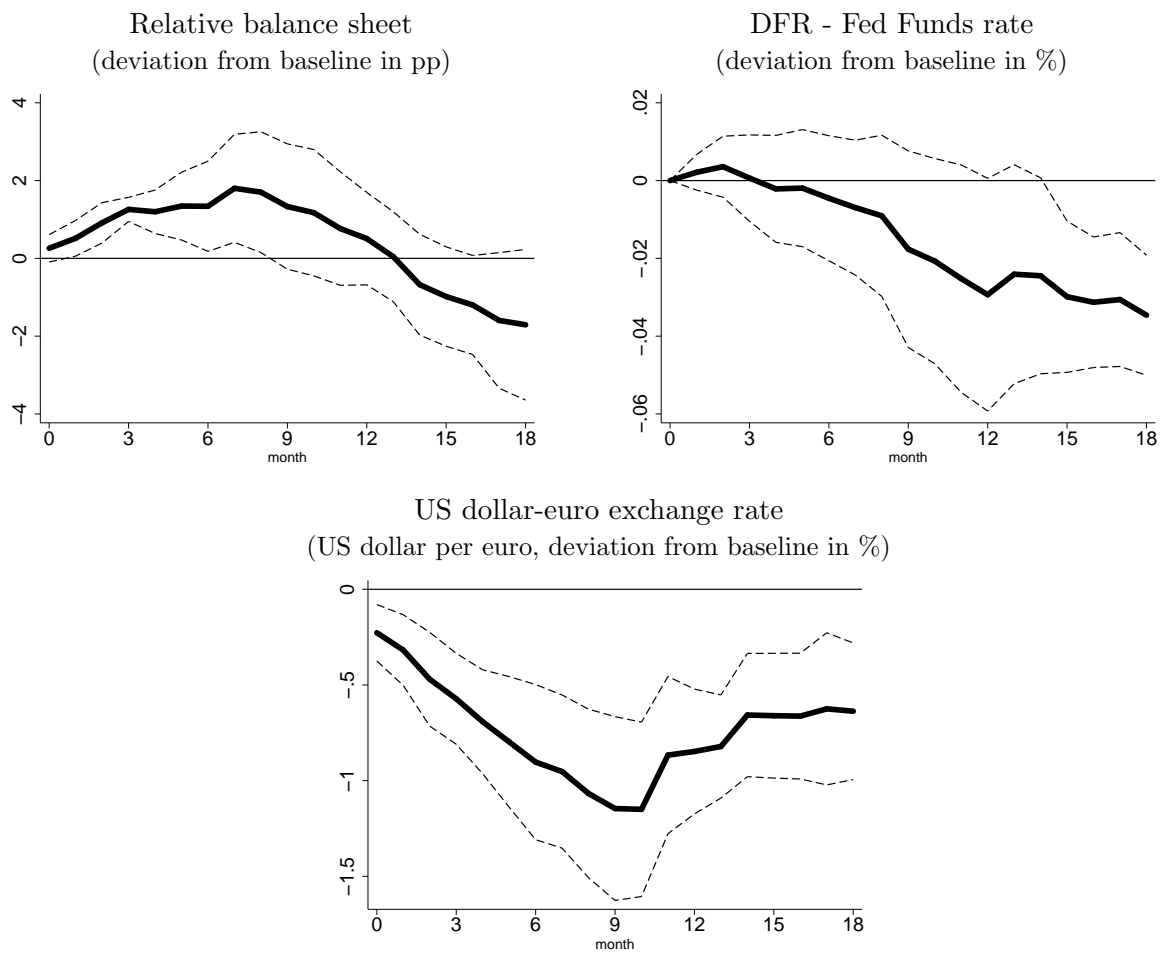 Relative balance sheet
(deviation from baseline in pp)
4
2
0
−2
−4
0 3 6 9 12 15 18
month
DFR - Fed Funds rate
(deviation from baseline in %)
.02
0
−.02
−.04
−.06
0 3 6 9 12 15 18
month
US dollar-euro exchange rate
(US dollar per euro, deviation from baseline in %)
0
−.5
−1
−1.5
0 3 6 9 12 15 18
month